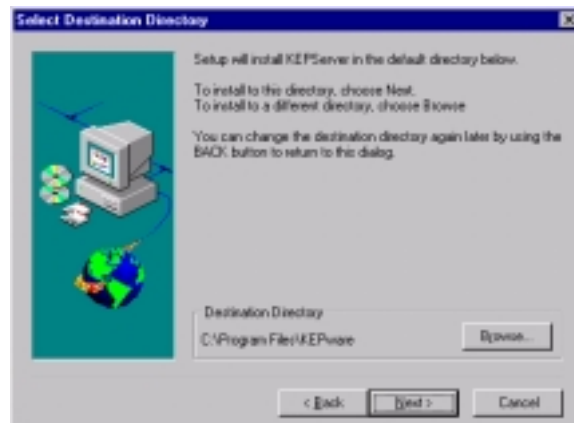 Select Destination Directory
Setup will install KEPServer in the default directory below.
To install to this directory, choose Next.
To install to a different directory, choose Browse
You can change the destination directory again later by using the
BACK button to return to this dialog.
Destination Directory
C:\Program Files\KEPware
Browse...
< Back
Next >
Cancel